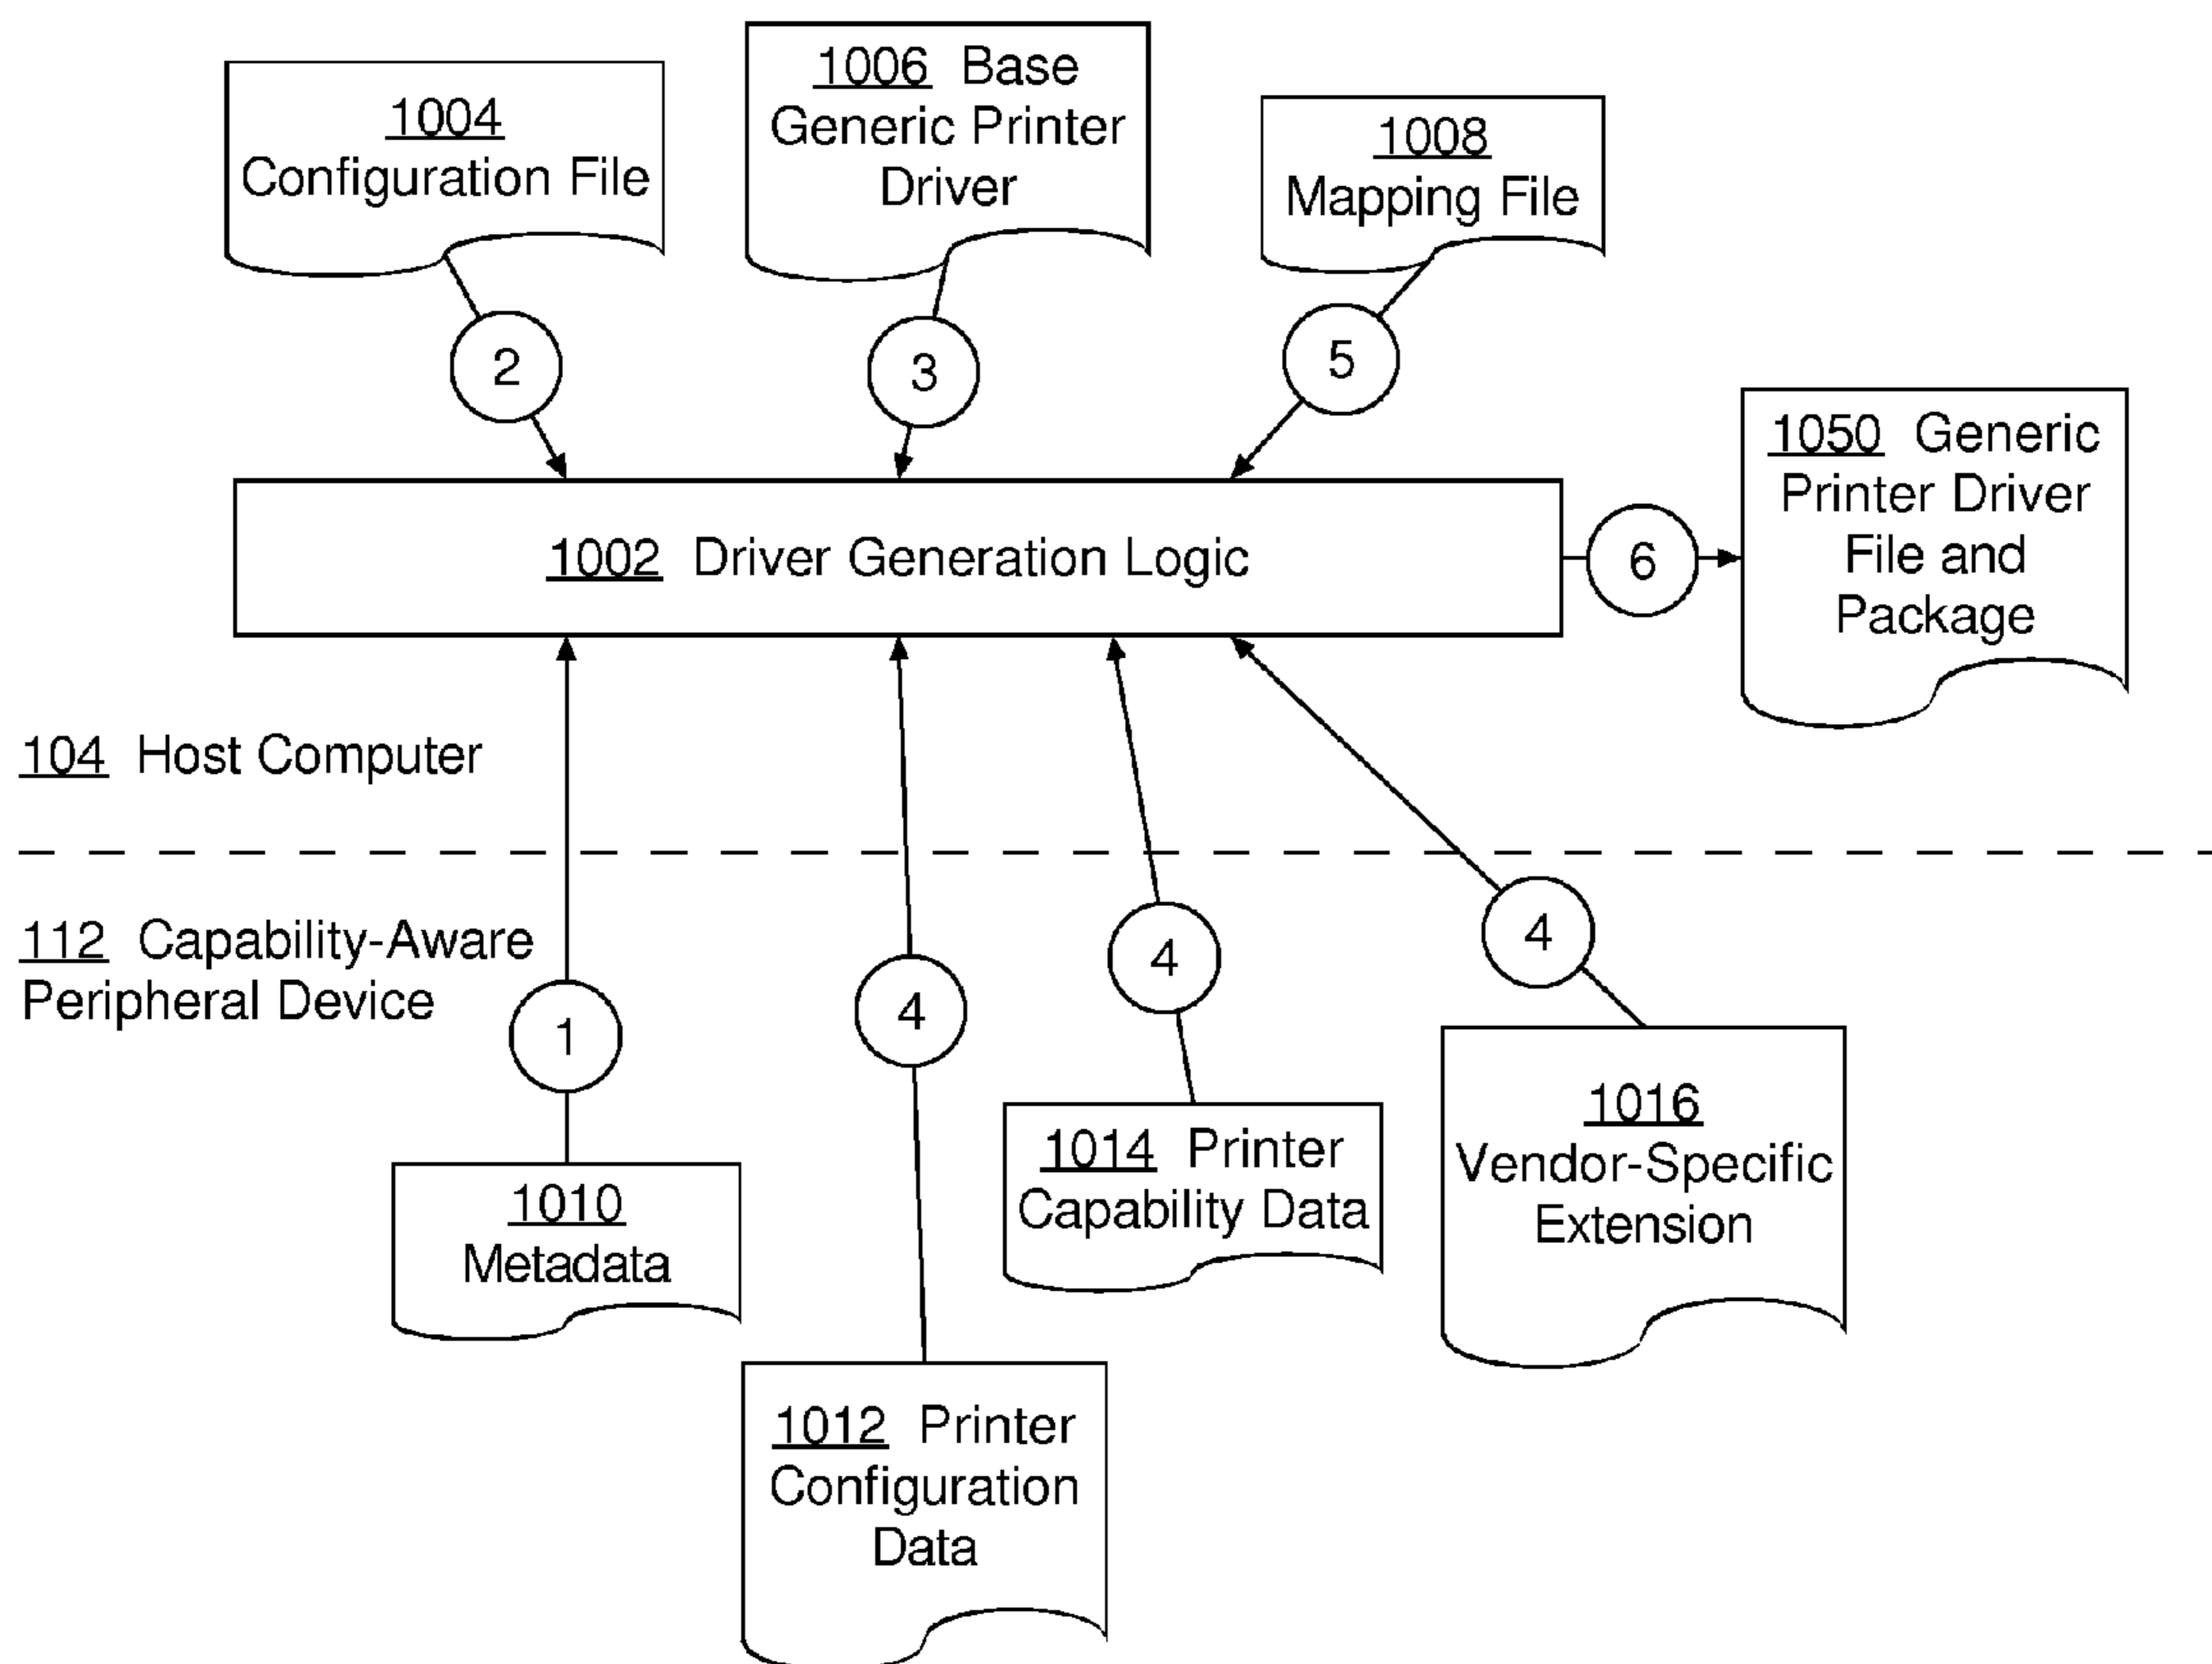 1004
Configuration File
1006 Base
Generic Printer
Driver
1008
Mapping File
2
3
5
1002 Driver Generation Logic
6
1050 Generic
Printer Driver
File and
Package
104 Host Computer
112 Capability-Aware
Peripheral Device
1
4
4
4
1010
Metadata
1012 Printer
Configuration
Data
1014 Printer
Capability Data
1016
Vendor-Specific
Extension